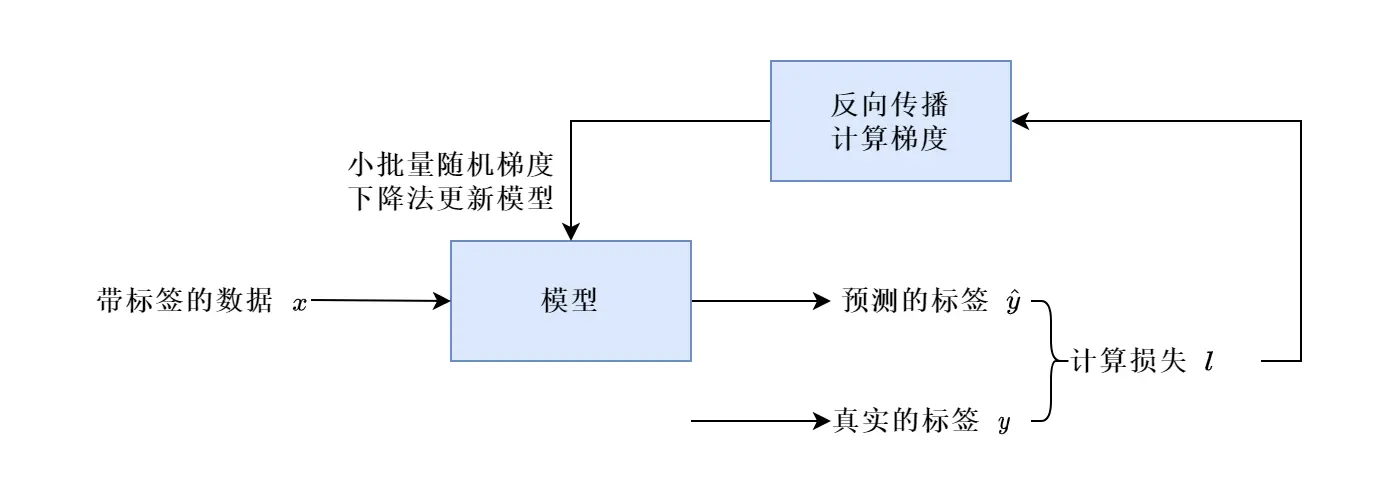 反向传播
计算梯度
小批量随机梯度
下降法更新模型
带标签的数据 x
模型
预测的标签 ŷ
计算损失 l
真实的标签 y